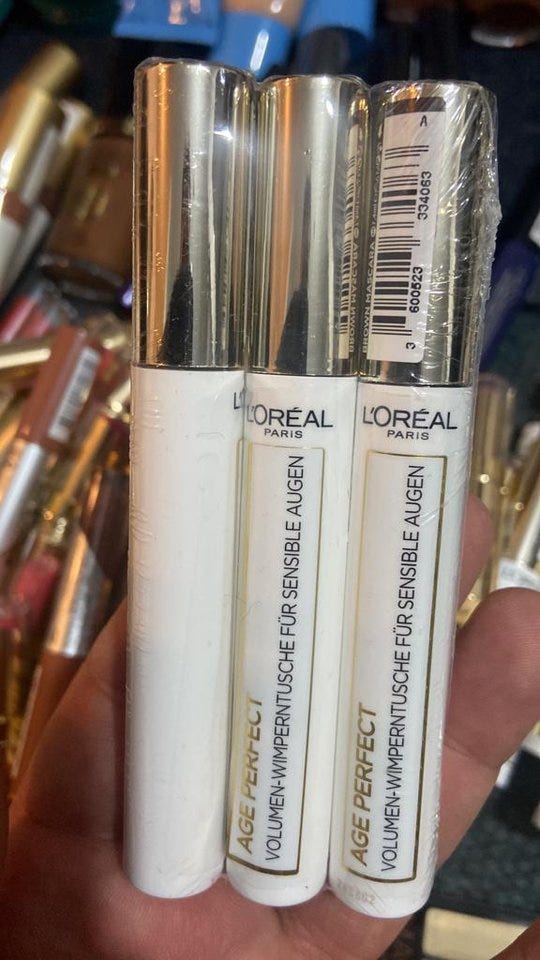 A
3 600523 334063
BROWN MASCARA
L'ORÉAL
PARIS
AGE PERFECT
VOLUMEN-WIMPERNTUSCHE FÜR SENSIBLE AUGEN
L'ORÉAL
PARIS
AGE PERFECT
VOLUMEN-WIMPERNTUSCHE FÜR SENSIBLE AUGEN